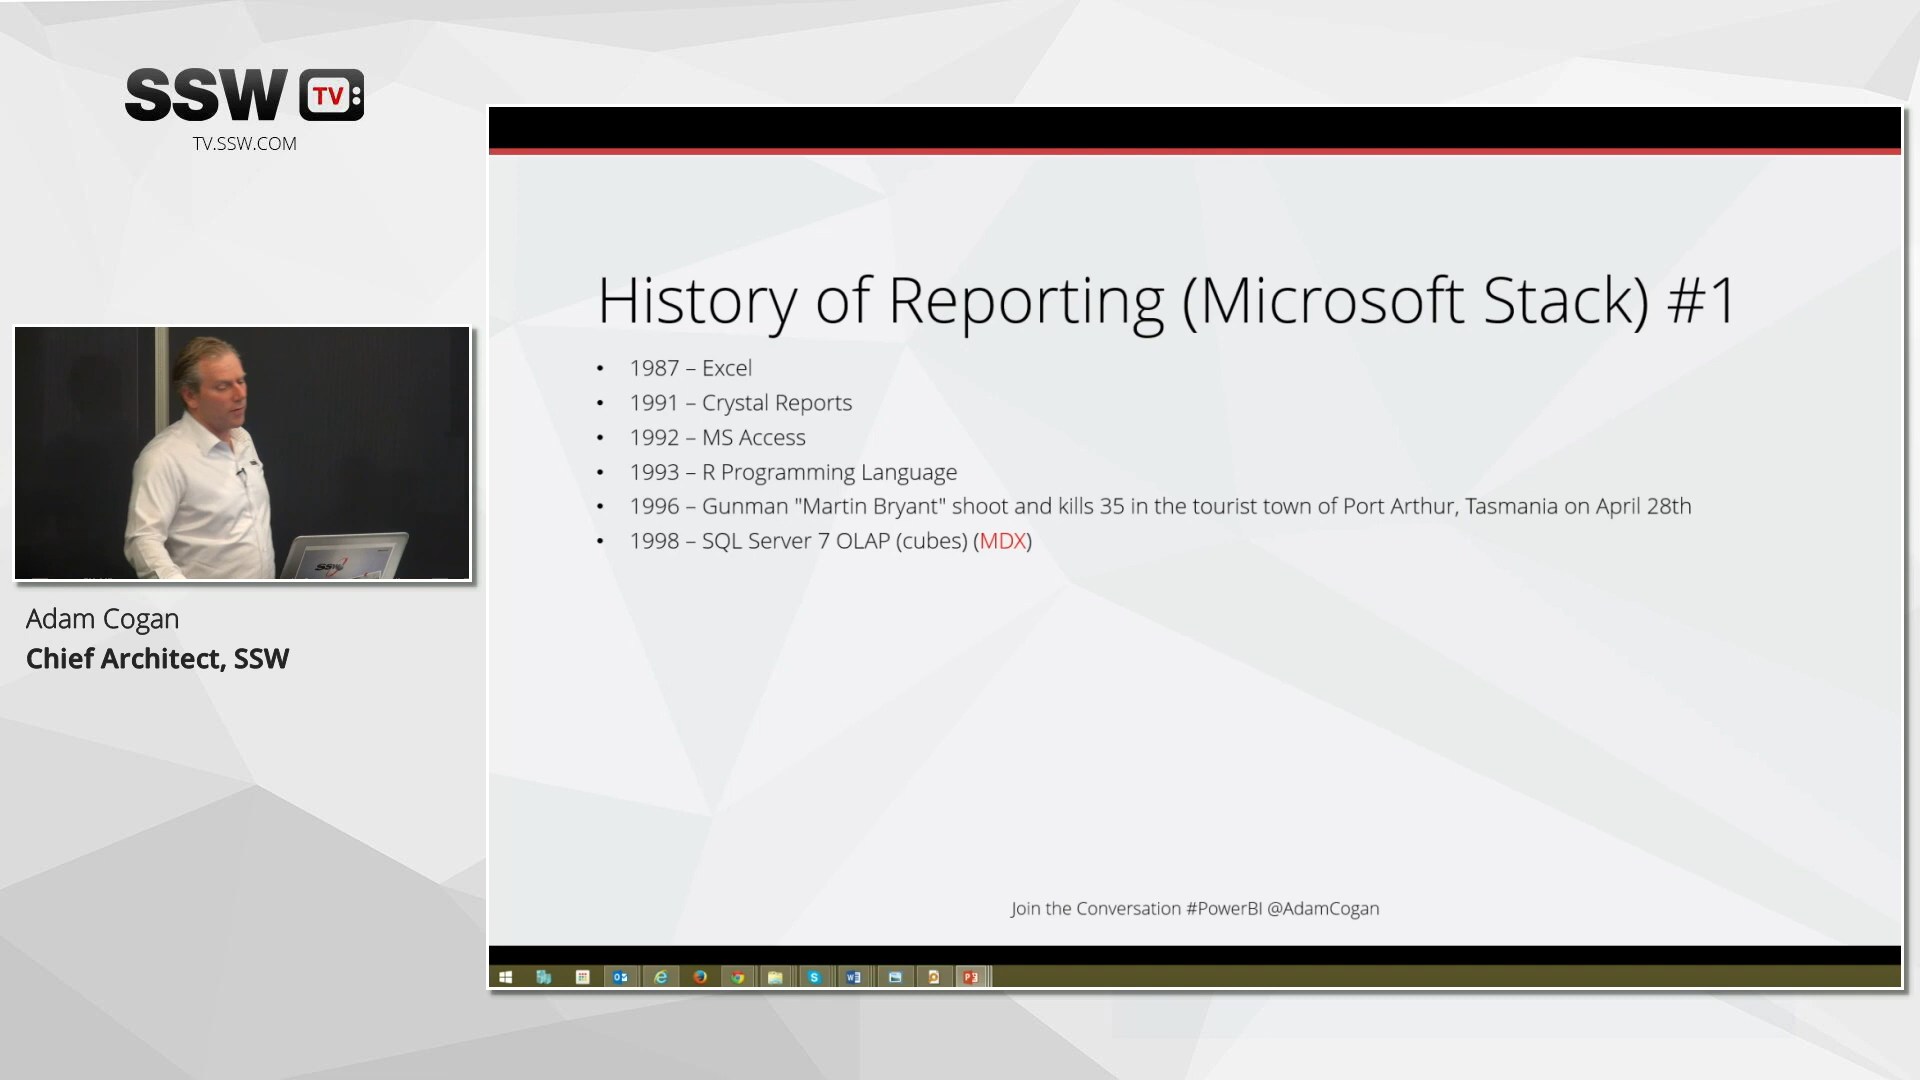 SSW TV
TV.SSW.COM
History of Reporting (Microsoft Stack) #1
• 1987 – Excel
• 1991 – Crystal Reports
• 1992 – MS Access
• 1993 – R Programming Language
• 1996 – Gunman "Martin Bryant" shoot and kills 35 in the tourist town of Port Arthur, Tasmania on April 28th
• 1998 – SQL Server 7 OLAP (cubes) (MDX)
SSW
Adam Cogan
Chief Architect, SSW
Join the Conversation #PowerBI @AdamCogan